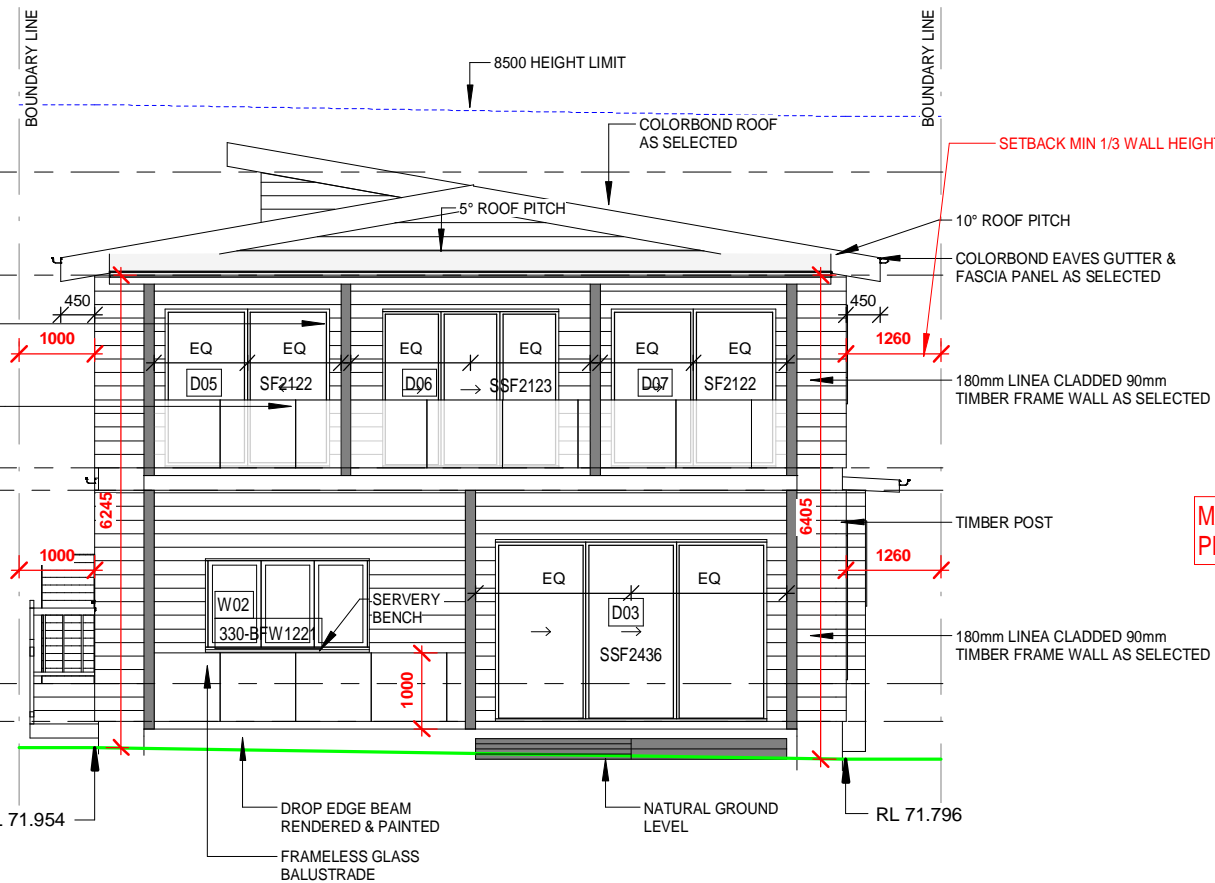 BOUNDARY LINE
BOUNDARY LINE
8500 HEIGHT LIMIT
COLORBOND ROOF
AS SELECTED
SETBACK MIN 1/3 WALL HEIGHT
5° ROOF PITCH
10° ROOF PITCH
COLORBOND EAVES GUTTER &
FASCIA PANEL AS SELECTED
450
450
1000
1260
EQ
EQ
EQ
EQ
EQ
EQ
D05
SF2122
D06
SSF2123
D07
SF2122
180mm LINEA CLADDED 90mm
TIMBER FRAME WALL AS SELECTED
6245
6405
TIMBER POST
1000
1260
EQ
EQ
W02
330-BFW1221
SERVERY
BENCH
D03
SSF2436
180mm LINEA CLADDED 90mm
TIMBER FRAME WALL AS SELECTED
1000
71.954
DROP EDGE BEAM
RENDERED & PAINTED
NATURAL GROUND
LEVEL
RL 71.796
FRAMELESS GLASS
BALUSTRADE